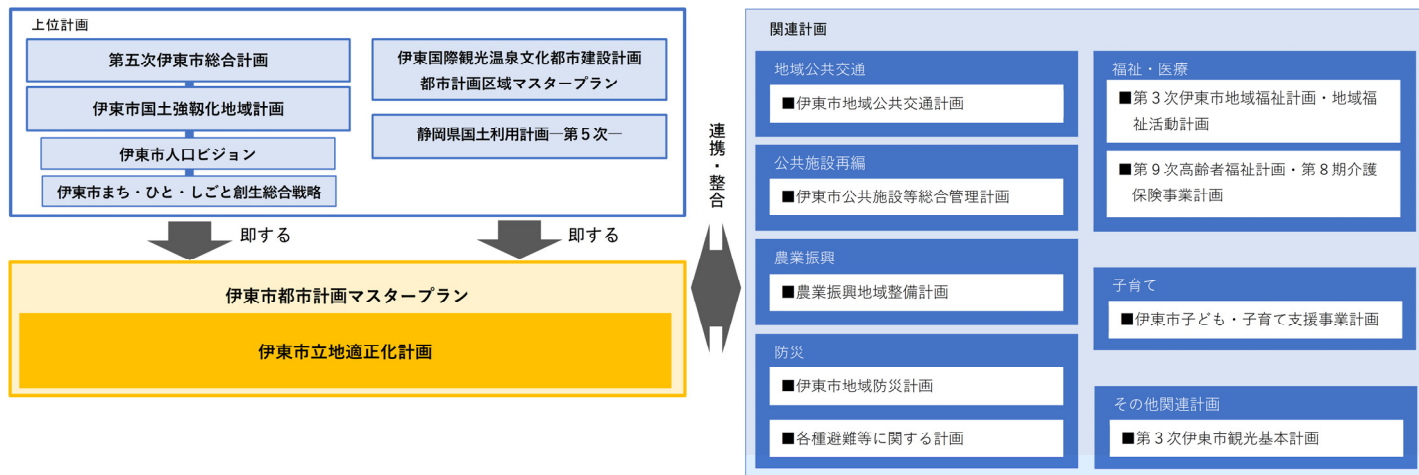 上位計画
第五次伊東市総合計画
伊東市国土強靱化地域計画
伊東市人口ビジョン
伊東市まち・ひと・しごと創生総合戦略
伊東国際観光温泉文化都市建設計画
都市計画区域マスタープラン
静岡県国土利用計画―第５次―
即する
即する
伊東市都市計画マスタープラン
伊東市立地適正化計画
連携・整合
関連計画
地域公共交通
■伊東市地域公共交通計画
公共施設再編
■伊東市公共施設等総合管理計画
農業振興
■農業振興地域整備計画
防災
■伊東市地域防災計画
■各種避難等に関する計画
福祉・医療
■第３次伊東市地域福祉計画・地域福
祉活動計画
■第９次高齢者福祉計画・第８期介護
保険事業計画
子育て
■伊東市子ども・子育て支援事業計画
その他関連計画
■第３次伊東市観光基本計画